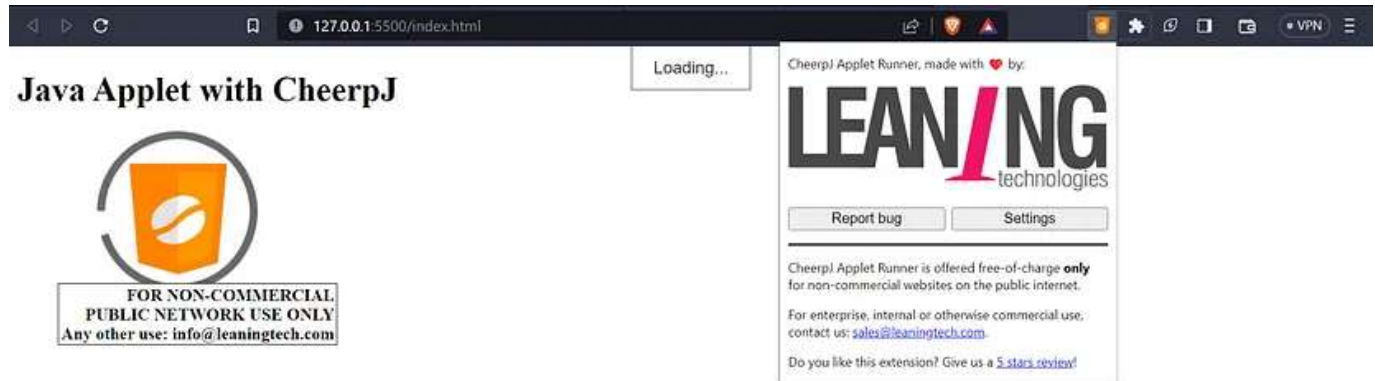 127.0.0.1:5500/index.html
VPN
Java Applet with CheerpJ
Loading...
FOR NON-COMMERCIAL
PUBLIC NETWORK USE ONLY
Any other use: info@leaningtech.com
CheerpJ Applet Runner, made with ❤ by:
LEANING
technologies
Report bug
Settings
CheerpJ Applet Runner is offered free-of-charge only
for non-commercial websites on the public internet.
For enterprise, internal or otherwise commercial use,
contact us: sales@leaningtech.com.
Do you like this extension? Give us a 5 stars review!